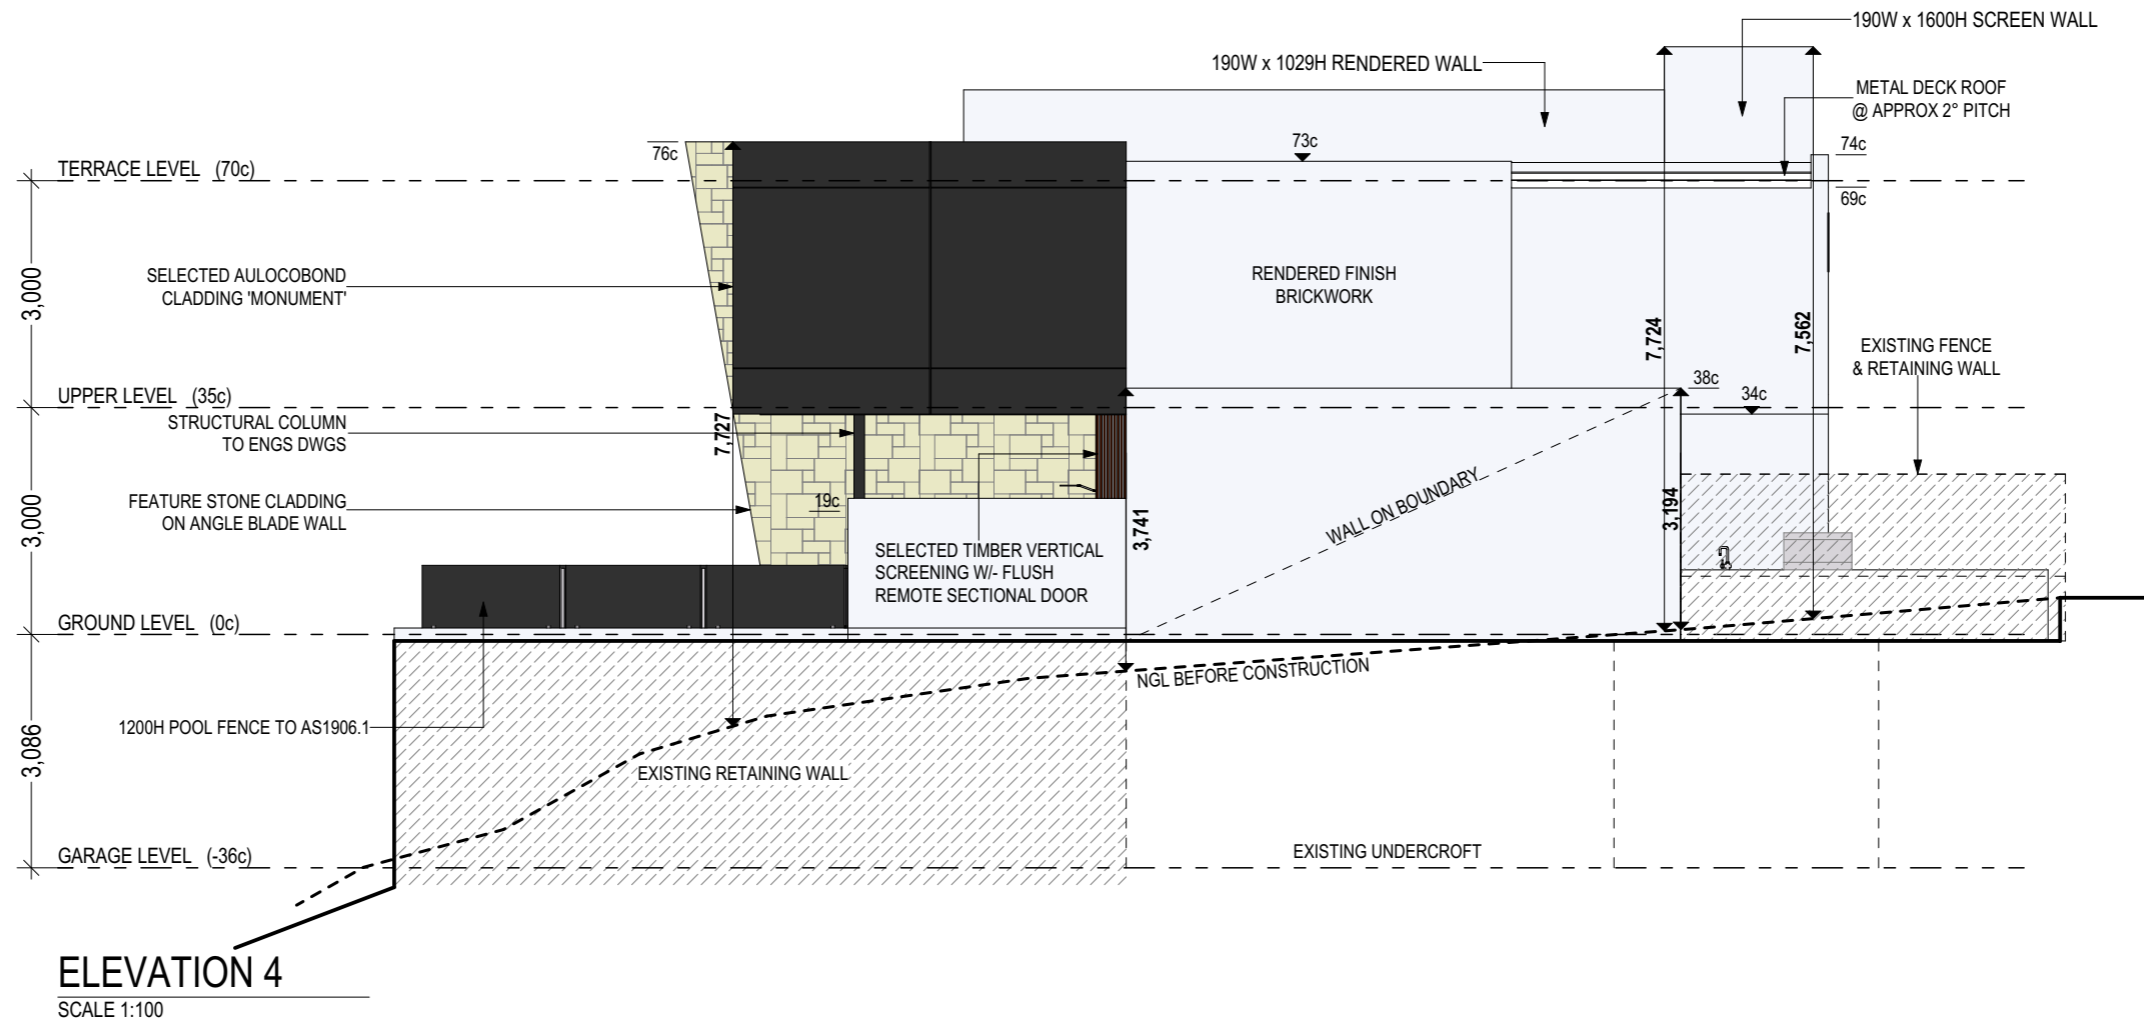 190W x 1600H SCREEN WALL
190W x 1029H RENDERED WALL
METAL DECK ROOF
@ APPROX 2° PITCH
73c
74c
76c
TERRACE LEVEL (70c)
69c
SELECTED AULOCOBOND
CLADDING 'MONUMENT'
RENDERED FINISH
BRICKWORK
3,000
7,724
7,562
EXISTING FENCE
& RETAINING WALL
38c
34c
UPPER LEVEL (35c)
STRUCTURAL COLUMN
TO ENGS DWGS
7,727
FEATURE STONE CLADDING
ON ANGLE BLADE WALL
19c
3,000
3,741
WALL ON BOUNDARY
3,194
SELECTED TIMBER VERTICAL
SCREENING W/- FLUSH
REMOTE SECTIONAL DOOR
GROUND LEVEL (0c)
NGL BEFORE CONSTRUCTION
1200H POOL FENCE TO AS1906.1
3,086
EXISTING RETAINING WALL
GARAGE LEVEL (-36c)
EXISTING UNDERCROFT
ELEVATION 4
SCALE 1:100